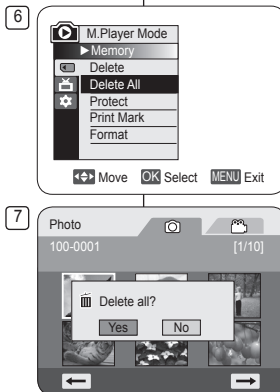 6
M.Player Mode
Memory
Delete
Delete All
Protect
Print Mark
Format
Move OK Select MENU Exit
7
Photo
100-0001 [1/10]
Delete all?
Yes No